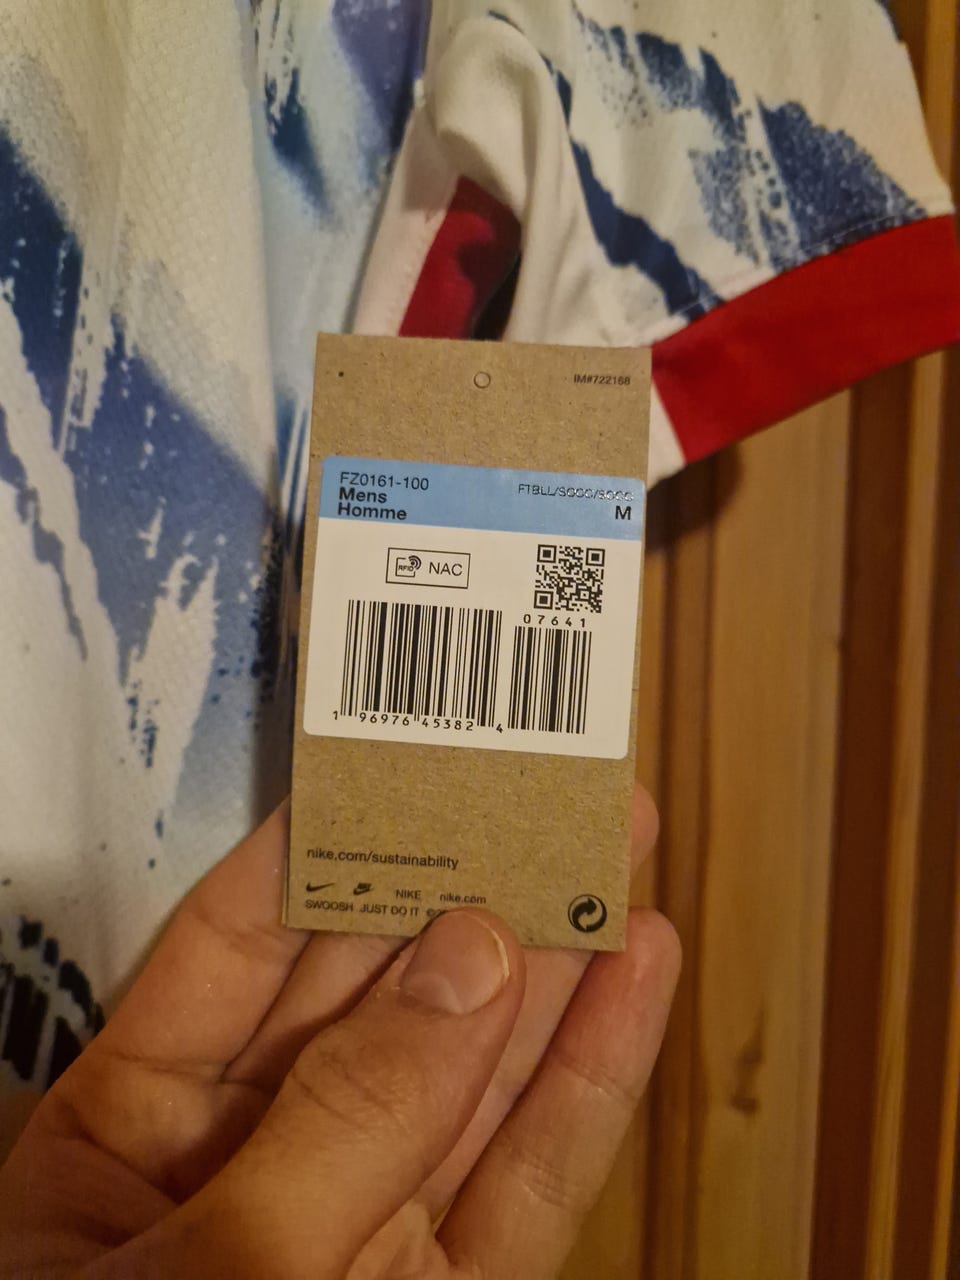 IM#722168
FZ0161-100
FTBLL/SOCC/SOCC
Mens
M
Homme
RFID NAC
07641
1 96976 45382 4
nike.com/sustainability
NIKE nike.com
SWOOSH JUST DO IT